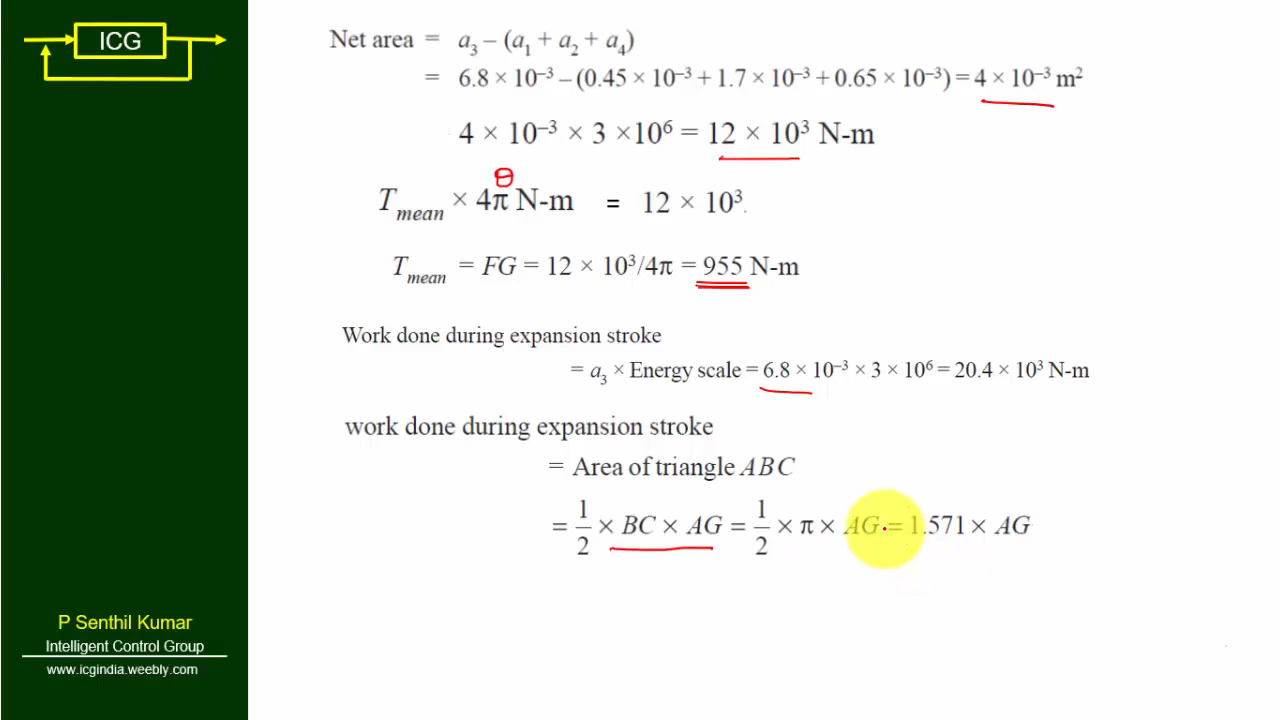 ICG
Net area = a₃ – (a₁ + a₂ + a₄)
= 6.8 × 10⁻³ – (0.45 × 10⁻³ + 1.7 × 10⁻³ + 0.65 × 10⁻³) = 4 × 10⁻³ m²
4 × 10⁻³ × 3 ×10⁶ = 12 × 10³ N-m
θ
Tₘₑₐₙ × 4π N-m = 12 × 10³.
Tₘₑₐₙ = FG = 12 × 10³/4π = 955 N-m
Work done during expansion stroke
= a₃ × Energy scale = 6.8 × 10⁻³ × 3 × 10⁶ = 20.4 × 10³ N-m
work done during expansion stroke
= Area of triangle ABC
= 1/2 × BC × AG = 1/2 × π × AG = 1.571 × AG
P Senthil Kumar
Intelligent Control Group
www.icgindia.weebly.com